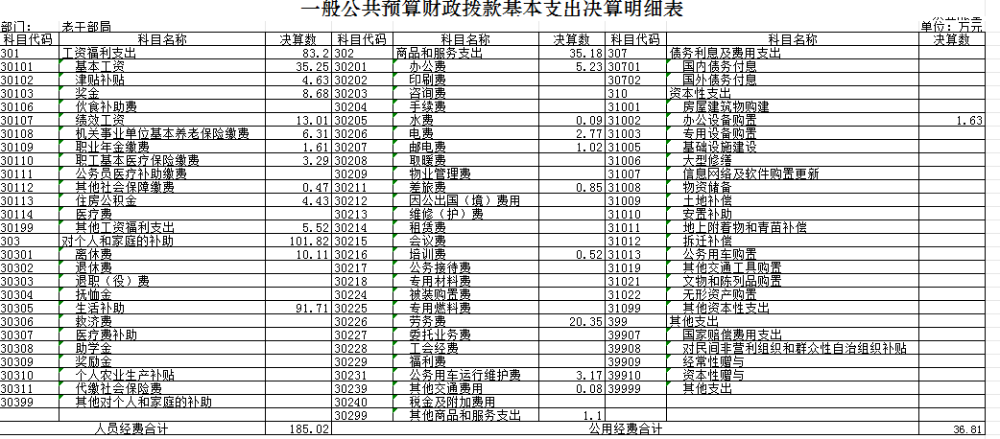 一般公共预算财政拨款基本支出决算明细表
部门： 老干部局 单位：万元
科目代码 科目名称 决算数 科目代码 科目名称 决算数 科目代码 科目名称 决算数
301 工资福利支出 83.2 302 商品和服务支出 35.18 307 债务利息及费用支出
30101 基本工资 35.25 30201 办公费 5.23 30701 国内债务付息
30102 津贴补贴 4.63 30202 印刷费 30702 国外债务付息
30103 奖金 8.68 30203 咨询费 310 资本性支出
30106 伙食补助费 30204 手续费 31001 房屋建筑物购建
30107 绩效工资 13.01 30205 水费 0.09 31002 办公设备购置 1.63
30108 机关事业单位基本养老保险缴费 6.31 30206 电费 2.77 31003 专用设备购置
30109 职业年金缴费 1.61 30207 邮电费 1.02 31005 基础设施建设
30110 职工基本医疗保险缴费 3.29 30208 取暖费 31006 大型修缮
30111 公务员医疗补助缴费 30209 物业管理费 31007 信息网络及软件购置更新
30112 其他社会保障缴费 0.47 30211 差旅费 0.85 31008 物资储备
30113 住房公积金 4.43 30212 因公出国（境）费用 31009 土地补偿
30114 医疗费 30213 维修（护）费 31010 安置补助
30199 其他工资福利支出 5.52 30214 租赁费 31011 地上附着物和青苗补偿
303 对个人和家庭的补助 101.82 30215 会议费 31012 拆迁补偿
30301 离休费 10.11 30216 培训费 0.52 31013 公务用车购置
30302 退休费 30217 公务接待费 31019 其他交通工具购置
30303 退职（役）费 30218 专用材料费 31021 文物和陈列品购置
30304 抚恤金 30224 被装购置费 31022 无形资产购置
30305 生活补助 91.71 30225 专用燃料费 31099 其他资本性支出
30306 救济费 30226 劳务费 20.35 399 其他支出
30307 医疗费补助 30227 委托业务费 39907 国家赔偿费用支出
30308 助学金 30228 工会经费 39908 对民间非营利组织和群众性自治组织补贴
30309 奖励金 30229 福利费 39909 经常性赠与
30310 个人农业生产补贴 30231 公务用车运行维护费 3.17 39910 资本性赠与
30311 代缴社会保险费 30239 其他交通费用 0.08 39999 其他支出
30399 其他对个人和家庭的补助 30240 税金及附加费用
30299 其他商品和服务支出 1.1
人员经费合计 185.02 公用经费合计 36.81